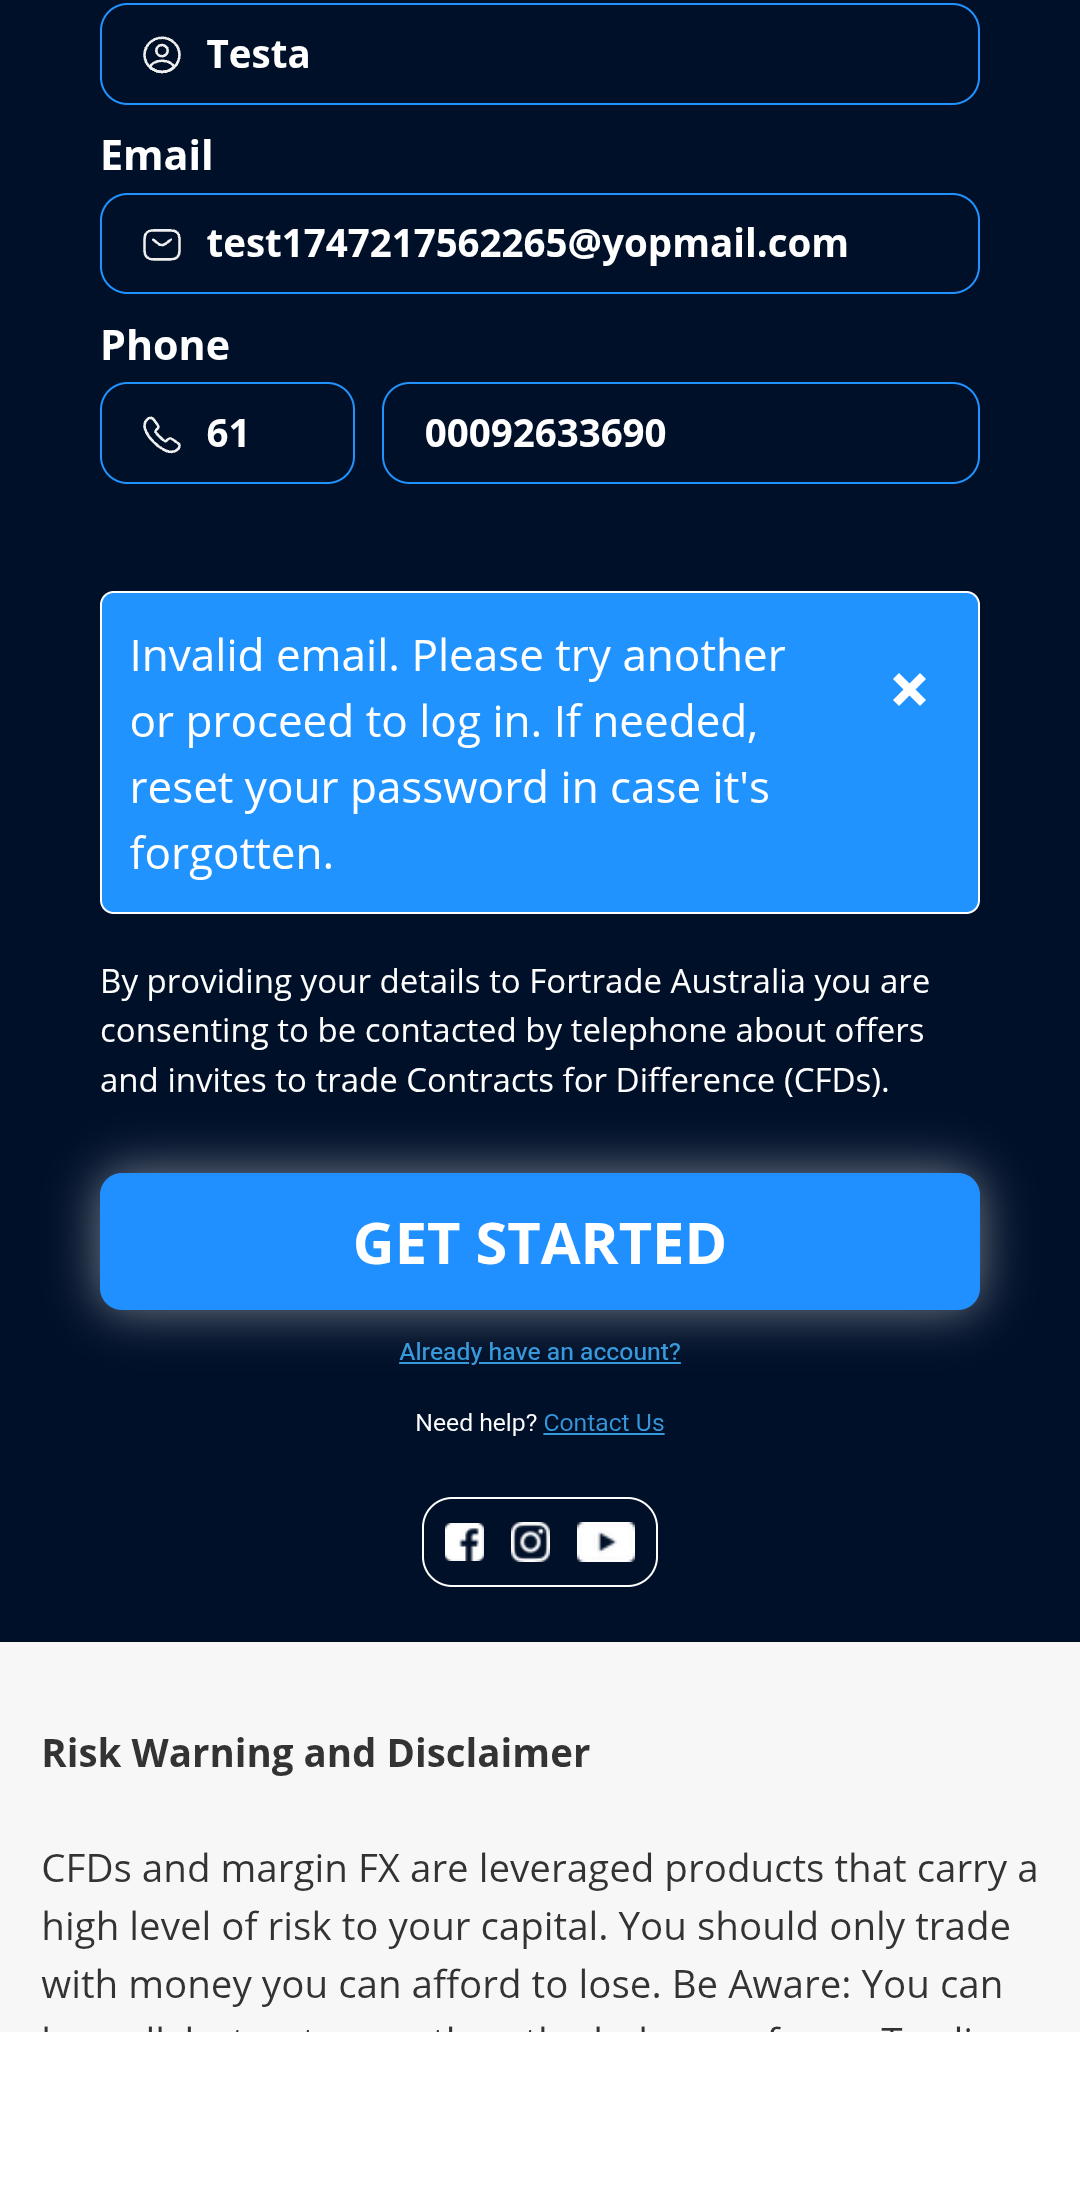 Testa
Email
test1747217562265@yopmail.com
Phone
61
00092633690
Invalid email. Please try another
or proceed to log in. If needed,
reset your password in case it's
forgotten.
By providing your details to Fortrade Australia you are
consenting to be contacted by telephone about offers
and invites to trade Contracts for Difference (CFDs).
GET STARTED
Already have an account?
Need help? Contact Us
Risk Warning and Disclaimer
CFDs and margin FX are leveraged products that carry a
high level of risk to your capital. You should only trade
with money you can afford to lose. Be Aware: You can